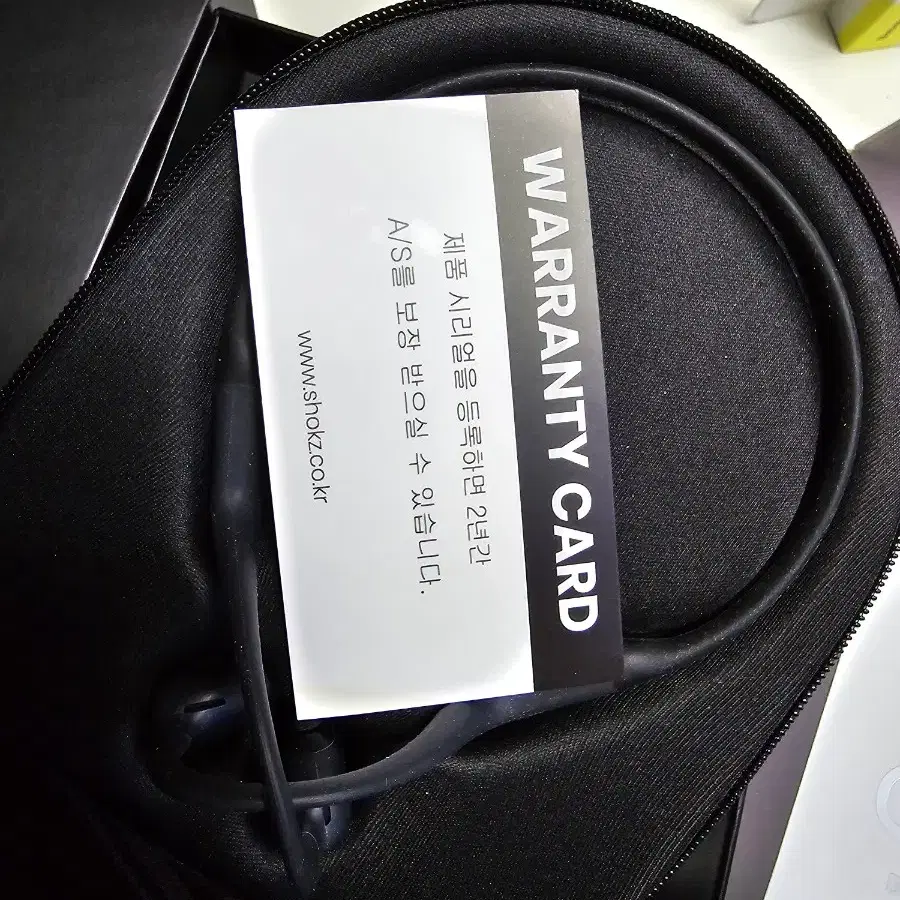 WARRANTY CARD
제품 시리얼을 등록하면 2년간
A/S를 보장 받으실 수 있습니다.
www.shokz.co.kr